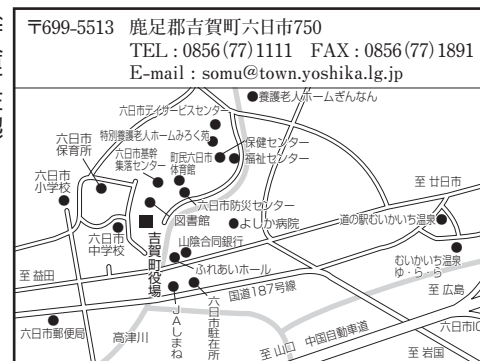 〒699-5513 鹿足郡吉賀町六日市750
TEL : 0856(77)1111 FAX : 0856(77)1891
E-mail : somu@town.yoshika.lg.jp
養護老人ホームぎんなん
六日市デイサービスセンター
特別養護老人ホームみろく苑
保健センター
福祉センター
六日市
保育所
六日市基幹
集落センター
町民六日市
体育館
六日市
小学校
至 廿日市
六日市防災センター
図書館
よしか病院
道の駅むいかいち温泉
六日市
中学校
吉賀町役場
山陰合同銀行
ふれあいホール
むいかいち温泉
ゆ・ら・ら
至 益田
国道187号線
至 広島
六日市郵便局
高津川
JAしまね
六日市駐在所
至 山口
中国自動車道
六日市IC
至 岩国